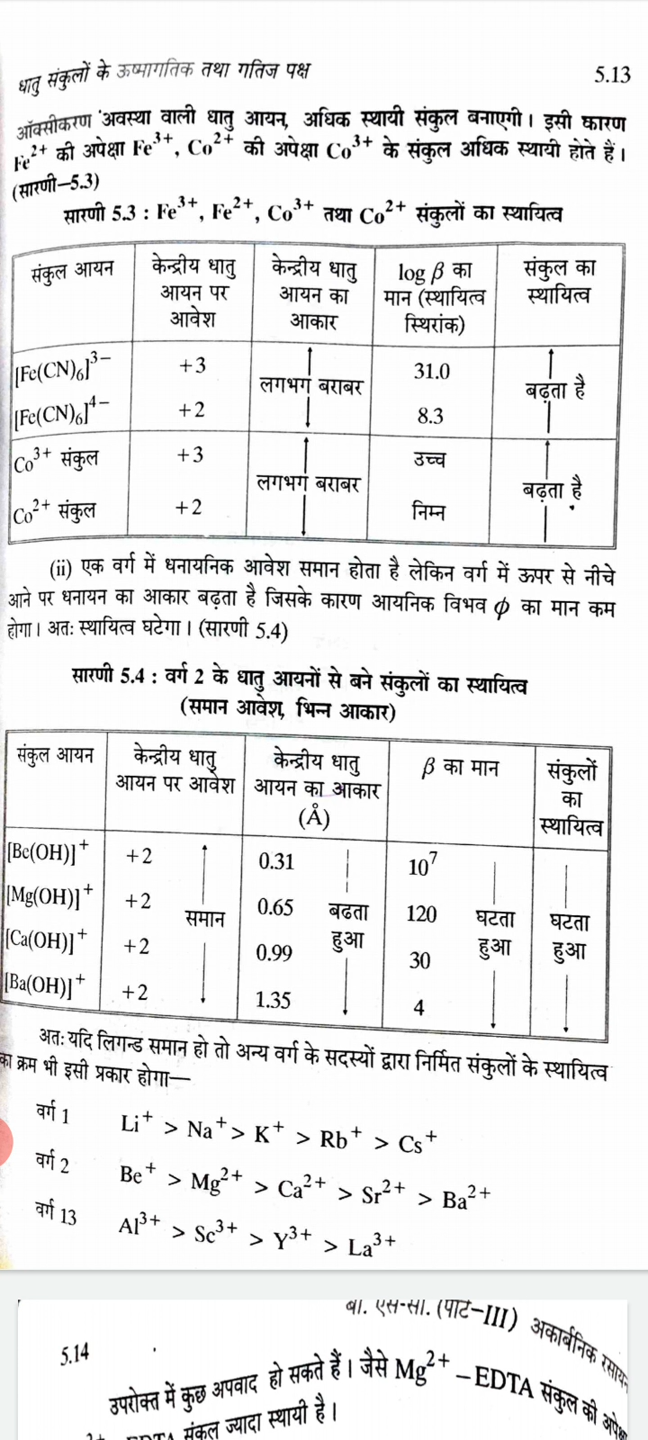 धातु संकुलों के ऊष्मागतिक तथा गतिज पक्ष 5.13
ऑक्सीकरण अवस्था वाली धातु आयन, अधिक स्थायी संकुल बनाएगी। इसी कारण
Fe²⁺ की अपेक्षा Fe³⁺, Co²⁺ की अपेक्षा Co³⁺ के संकुल अधिक स्थायी होते हैं।
(सारणी–5.3)
सारणी 5.3 : Fe³⁺, Fe²⁺, Co³⁺ तथा Co²⁺ संकुलों का स्थायित्व
संकुल आयन केन्द्रीय धातु केन्द्रीय धातु log β का संकुल का
आयन पर आयन का मान (स्थायित्व स्थायित्व
आवेश आकार स्थिरांक)
[Fe(CN)₆]³⁻ +3 ↑ 31.0 ↑
लगभग बराबर बढ़ता है
[Fe(CN)₆]⁴⁻ +2 ↓ 8.3
Co³⁺ संकुल +3 ↑ उच्च ↑
लगभग बराबर बढ़ता है
Co²⁺ संकुल +2 ↓ निम्न
(ii) एक वर्ग में धनायनिक आवेश समान होता है लेकिन वर्ग में ऊपर से नीचे
आने पर धनायन का आकार बढ़ता है जिसके कारण आयनिक विभव ϕ का मान कम
होगा। अतः स्थायित्व घटेगा। (सारणी 5.4)
सारणी 5.4 : वर्ग 2 के धातु आयनों से बने संकुलों का स्थायित्व
(समान आवेश, भिन्न आकार)
संकुल आयन केन्द्रीय धातु केन्द्रीय धातु β का मान संकुलों
आयन पर आवेश आयन का आकार का
(Å) स्थायित्व
[Be(OH)]⁺ +2 ↑ 0.31 10⁷
[Mg(OH)]⁺ +2 समान 0.65 बढता 120 घटता घटता
[Ca(OH)]⁺ +2 0.99 हुआ 30 हुआ हुआ
[Ba(OH)]⁺ +2 ↓ 1.35 ↓ 4 ↓ ↓
अतः यदि लिगन्ड समान हो तो अन्य वर्ग के सदस्यों द्वारा निर्मित संकुलों के स्थायित्व
का क्रम भी इसी प्रकार होगा—
वर्ग 1 Li⁺ > Na⁺ > K⁺ > Rb⁺ > Cs⁺
वर्ग 2 Be⁺ > Mg²⁺ > Ca²⁺ > Sr²⁺ > Ba²⁺
वर्ग 13 Al³⁺ > Sc³⁺ > Y³⁺ > La³⁺
बी. एस-सी. (पार्ट–III) अकार्बनिक रसायन
5.14
उपरोक्त में कुछ अपवाद हो सकते हैं। जैसे Mg²⁺ – EDTA संकुल की अपेक्षा
EDTA संकुल ज्यादा स्थायी है।